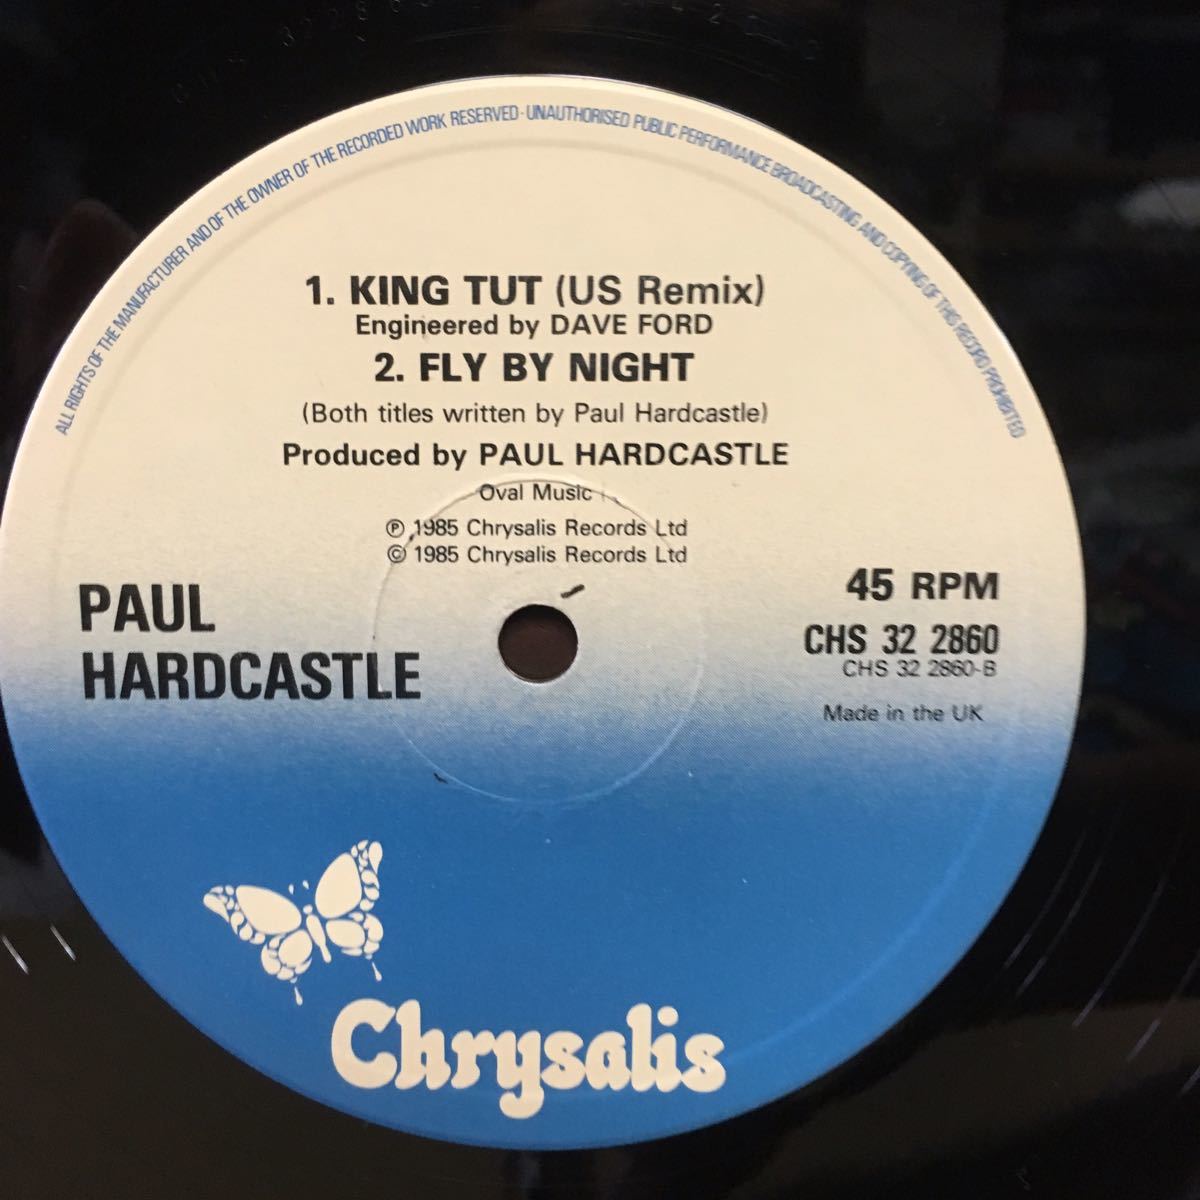 ALL RIGHTS OF THE MANUFACTURER AND OF THE OWNER OF THE RECORDED WORK RESERVED · UNAUTHORISED PUBLIC PERFORMANCE BROADCASTING AND COPYING OF THIS RECORD PROHIBITED
1. KING TUT (US Remix)
Engineered by DAVE FORD
2. FLY BY NIGHT
(Both titles written by Paul Hardcastle)
Produced by PAUL HARDCASTLE
Oval Music
℗ 1985 Chrysalis Records Ltd
© 1985 Chrysalis Records Ltd
PAUL
HARDCASTLE
45 RPM
CHS 32 2860
CHS 32 2860-B
Made in the UK
Chrysalis